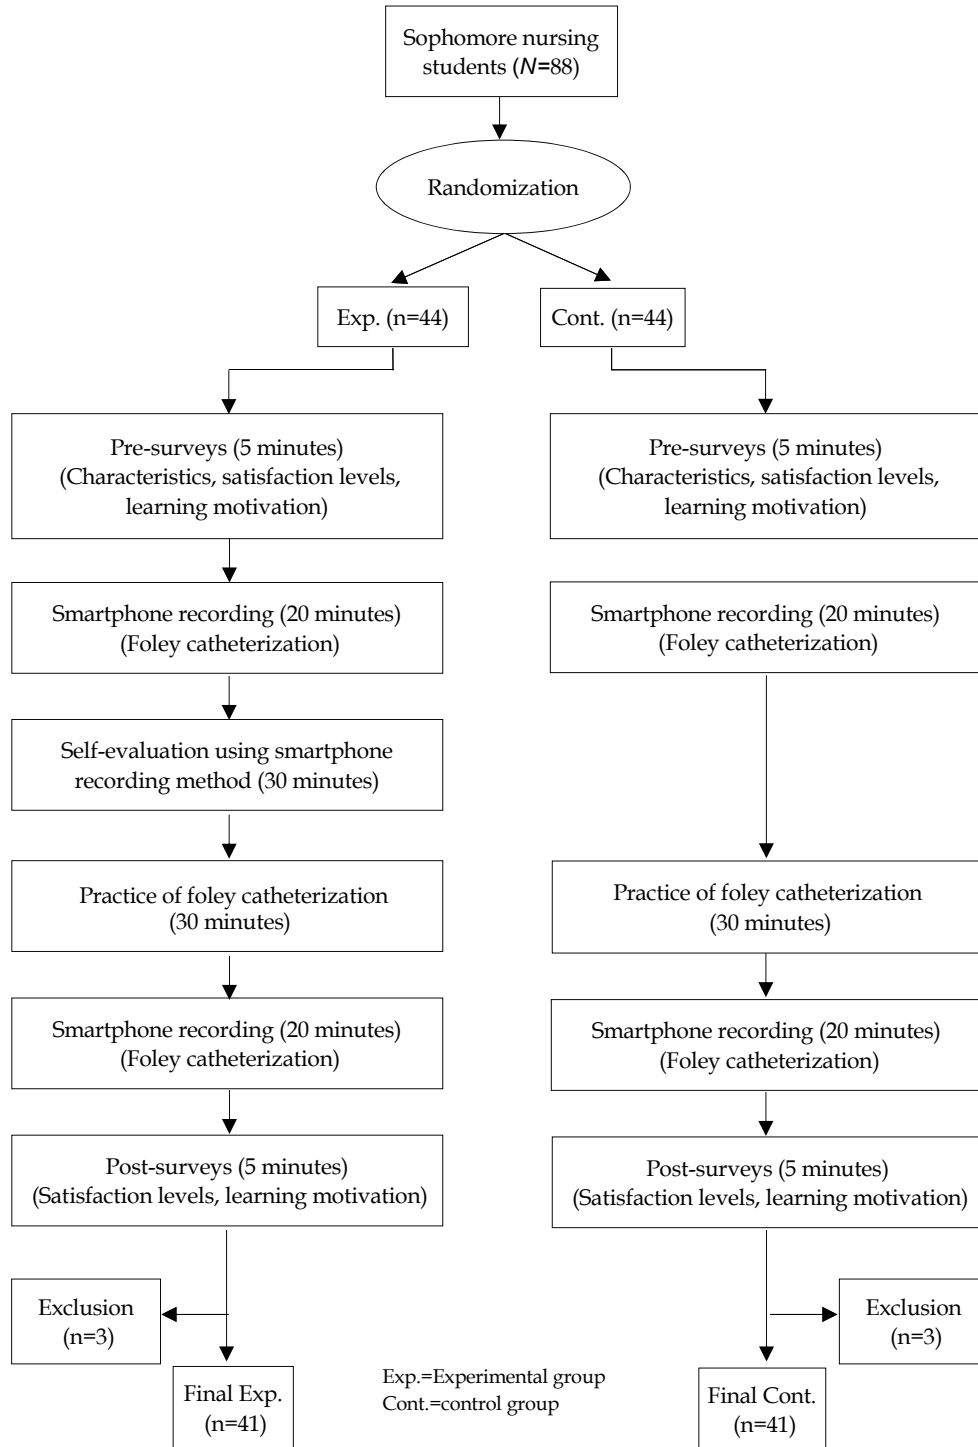 Sophomore nursing
students (N=88)
Randomization
Exp. (n=44)
Cont. (n=44)
Pre-surveys (5 minutes)
(Characteristics, satisfaction levels,
learning motivation)
Pre-surveys (5 minutes)
(Characteristics, satisfaction levels,
learning motivation)
Smartphone recording (20 minutes)
(Foley catheterization)
Smartphone recording (20 minutes)
(Foley catheterization)
Self-evaluation using smartphone
recording method (30 minutes)
Practice of foley catheterization
(30 minutes)
Practice of foley catheterization
(30 minutes)
Smartphone recording (20 minutes)
(Foley catheterization)
Smartphone recording (20 minutes)
(Foley catheterization)
Post-surveys (5 minutes)
(Satisfaction levels, learning motivation)
Post-surveys (5 minutes)
(Satisfaction levels, learning motivation)
Exclusion
(n=3)
Exclusion
(n=3)
Final Exp.
(n=41)
Exp.=Experimental group
Cont.=control group
Final Cont.
(n=41)